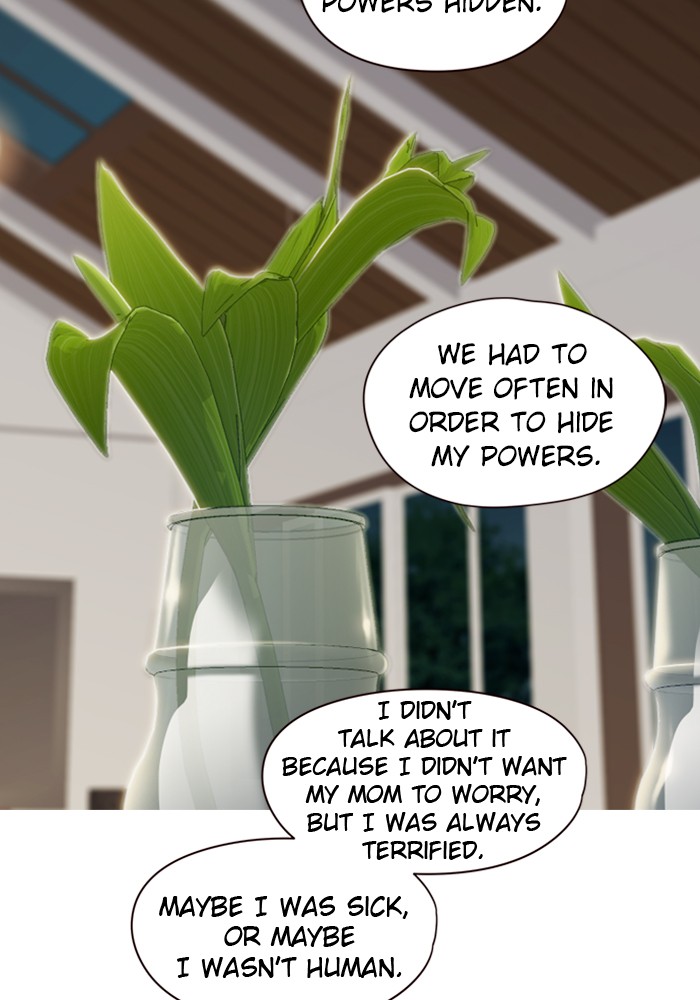 POWERS HIDDEN.
WE HAD TO
MOVE OFTEN IN
ORDER TO HIDE
MY POWERS.
I DIDN'T
TALK ABOUT IT
BECAUSE I DIDN'T WANT
MY MOM TO WORRY,
BUT I WAS ALWAYS
TERRIFIED.
MAYBE I WAS SICK,
OR MAYBE
I WASN'T HUMAN.